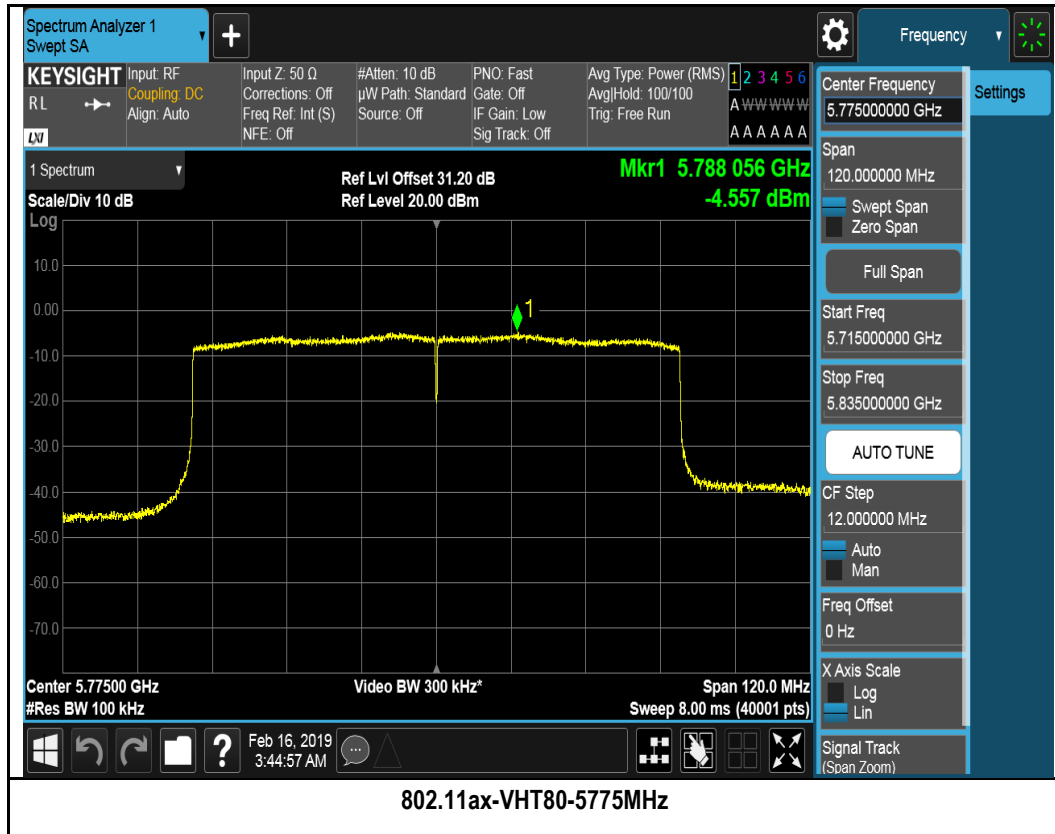 Spectrum Analyzer 1
Swept SA
+
Frequency
KEYSIGHT
RL
LXI
Input: RF
Coupling: DC
Align: Auto
Input Z: 50 Ω
Corrections: Off
Freq Ref: Int (S)
NFE: Off
#Atten: 10 dB
µW Path: Standard
Source: Off
PNO: Fast
Gate: Off
IF Gain: Low
Sig Track: Off
Avg Type: Power (RMS)
Avg|Hold: 100/100
Trig: Free Run
1 2 3 4 5 6
A W W W W W
A A A A A A
1 Spectrum
Scale/Div 10 dB
Log
Ref Lvl Offset 31.20 dB
Ref Level 20.00 dBm
Mkr1 5.788 056 GHz
-4.557 dBm
10.0
0.00
-10.0
-20.0
-30.0
-40.0
-50.0
-60.0
-70.0
1
Center 5.77500 GHz
#Res BW 100 kHz
Video BW 300 kHz*
Span 120.0 MHz
Sweep 8.00 ms (40001 pts)
Center Frequency
5.775000000 GHz
Settings
Span
120.000000 MHz
Swept Span
Zero Span
Full Span
Start Freq
5.715000000 GHz
Stop Freq
5.835000000 GHz
AUTO TUNE
CF Step
12.000000 MHz
Auto
Man
Freq Offset
0 Hz
X Axis Scale
Log
Lin
Signal Track
(Span Zoom)
?
Feb 16, 2019
3:44:57 AM
802.11ax-VHT80-5775MHz